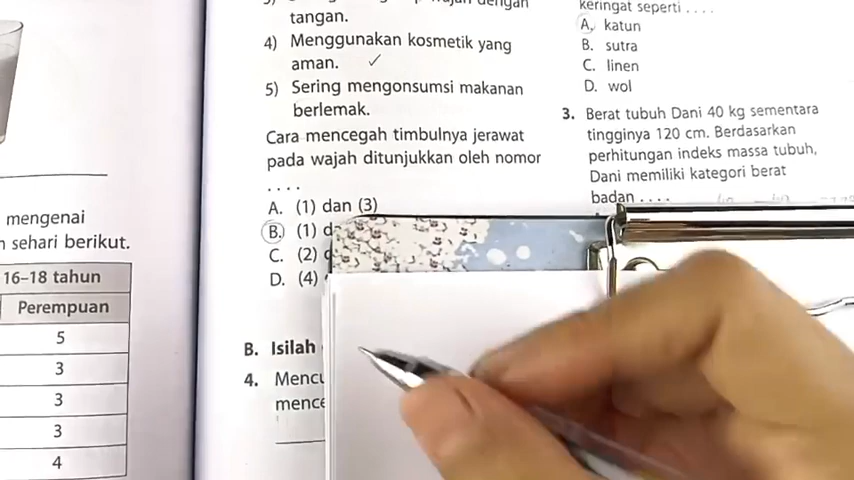 mengenai
sehari berikut.
16–18 tahun
Perempuan
5
3
3
3
4
tangan.
4) Menggunakan kosmetik yang
aman. ✓
5) Sering mengonsumsi makanan
berlemak.
Cara mencegah timbulnya jerawat
pada wajah ditunjukkan oleh nomor
. . . .
A. (1) dan (3)
B. (1)
C. (2)
D. (4)
B. Isilah
4.
keringat seperti . . . .
A. katun
B. sutra
C. linen
D. wol
3. Berat tubuh Dani 40 kg sementara
tingginya 120 cm. Berdasarkan
perhitungan indeks massa tubuh,
Dani memiliki kategori berat
badan . . . .